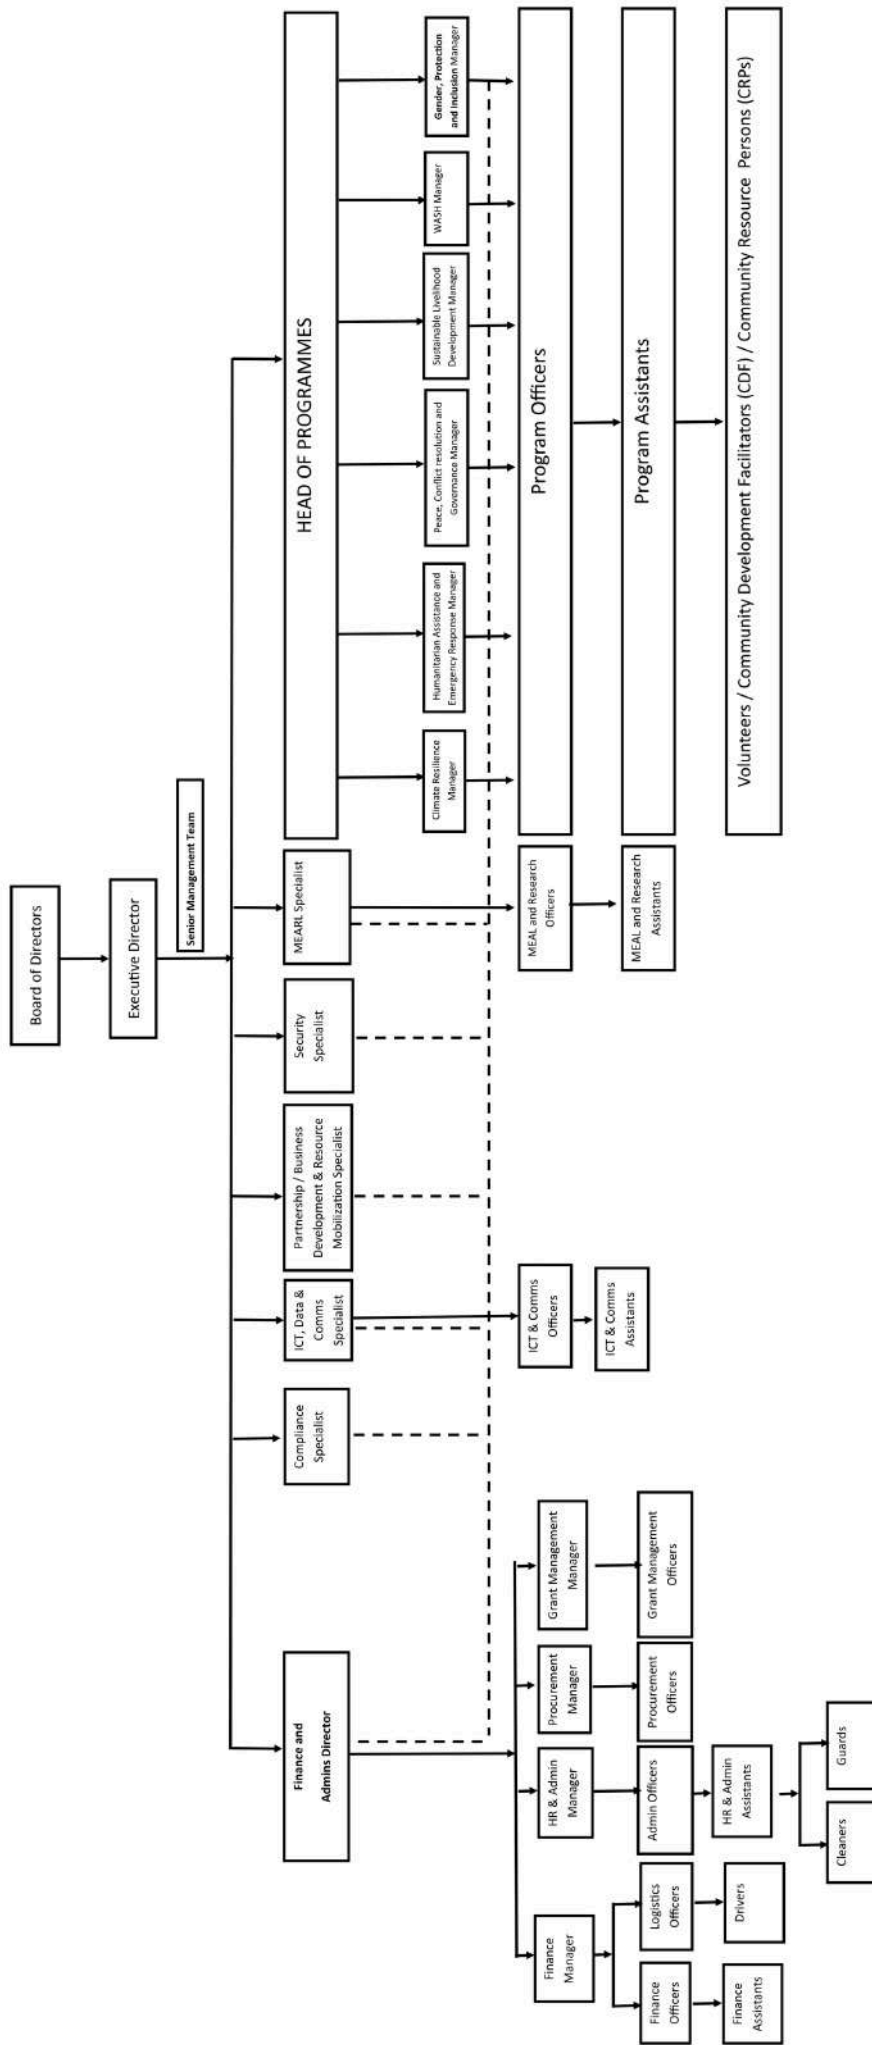 Board of Directors
Executive Director
Senior Management Team
Finance and
Admins Director
Compliance
Specialist
ICT, Data &
Comms
Specialist
Partnership / Business
Development & Resource
Mobilization Specialist
Security
Specialist
MEARL Specialist
HEAD OF PROGRAMMES
Climate Resilience
Manager
Humanitarian Assistance and
Emergency Response Manager
Peace, Conflict resolution and
Governance Manager
Sustainable Livelihood
Development Manager
WASH Manager
Gender, Protection
and Inclusion Manager
Finance
Manager
HR & Admin
Manager
Procurement
Manager
Grant Management
Manager
ICT & Comms
Officers
MEAL and Research
Officers
Program Officers
Finance
Officers
Logistics
Officers
Admin Officers
Procurement
Officers
Grant Management
Officers
ICT & Comms
Assistants
MEAL and Research
Assistants
Program Assistants
Finance
Assistants
Drivers
HR & Admin
Assistants
Volunteers / Community Development Facilitators (CDF) / Community Resource Persons (CRPs)
Cleaners
Guards